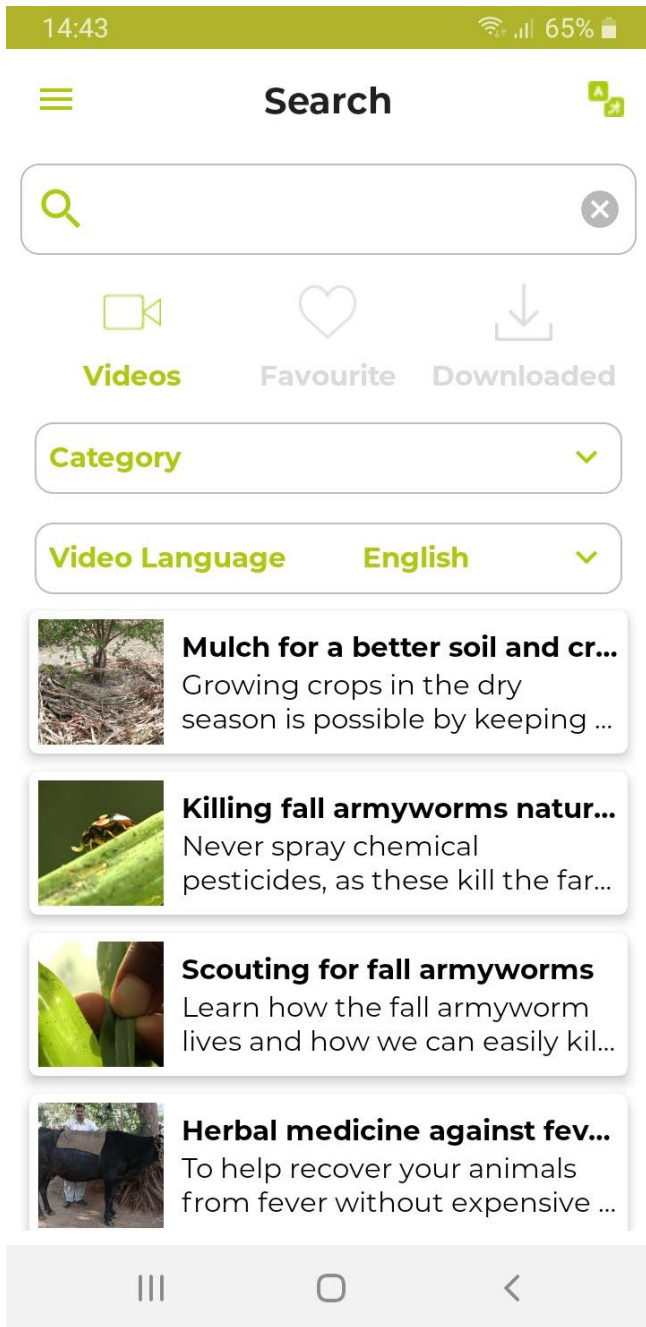 14:43 65%
Search
Videos Favourite Downloaded
Category
Video Language English
Mulch for a better soil and cr...
Growing crops in the dry
season is possible by keeping ...
Killing fall armyworms natur...
Never spray chemical
pesticides, as these kill the far...
Scouting for fall armyworms
Learn how the fall armyworm
lives and how we can easily kil...
Herbal medicine against fev...
To help recover your animals
from fever without expensive ...